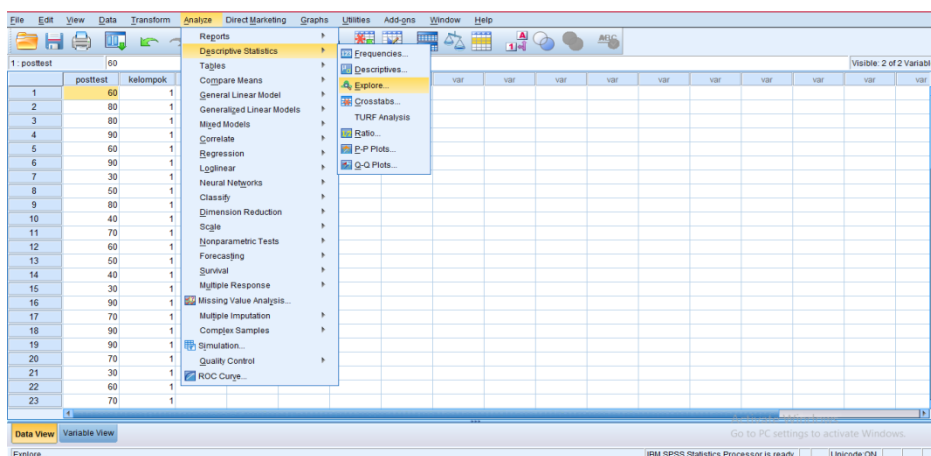 File Edit View Data Transform Analyze Direct Marketing Graphs Utilities Add-ons Window Help
1 : posttest 60 Visible: 2 of 2 Variabl
Reports
Descriptive Statistics
Tables
Compare Means
General Linear Model
Generalized Linear Models
Mixed Models
Correlate
Regression
Loglinear
Neural Networks
Classify
Dimension Reduction
Scale
Nonparametric Tests
Forecasting
Survival
Multiple Response
Missing Value Analysis...
Multiple Imputation
Complex Samples
Simulation...
Quality Control
ROC Curve...
Frequencies...
Descriptives...
Explore...
Crosstabs...
TURF Analysis
Ratio...
P-P Plots...
Q-Q Plots...
posttest kelompok var var var var var var var var var
1 60 1
2 80 1
3 80 1
4 90 1
5 60 1
6 90 1
7 30 1
8 50 1
9 80 1
10 40 1
11 70 1
12 60 1
13 50 1
14 40 1
15 30 1
16 90 1
17 70 1
18 90 1
19 90 1
20 70 1
21 30 1
22 60 1
23 70 1
Data View Variable View
Go to PC settings to activate Windows.
Explore IBM SPSS Statistics Processor is ready Unicode:ON